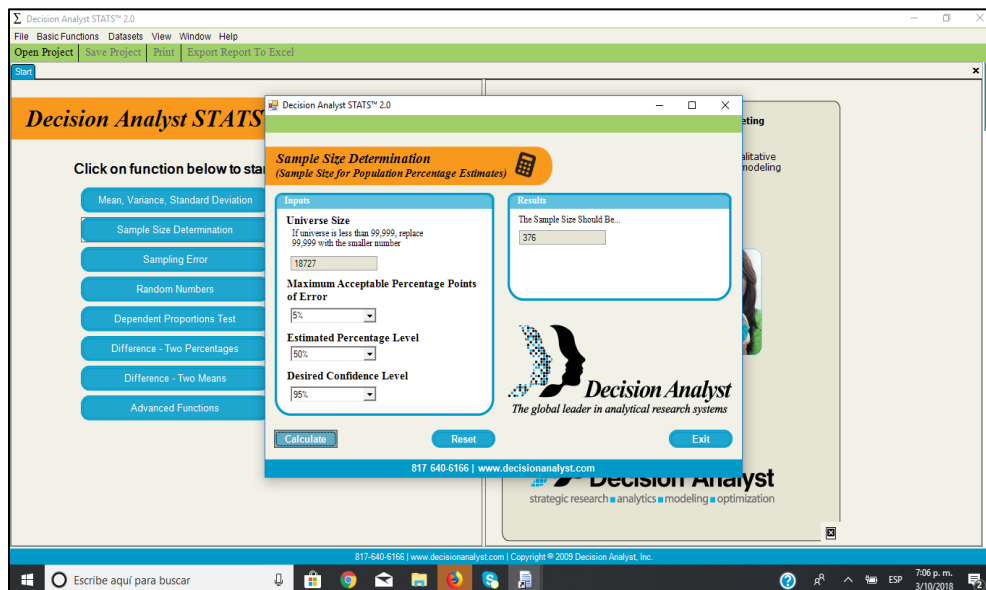 Decision Analyst STATS™ 2.0
File Basic Functions Datasets View Window Help
Open Project Save Project Print Export Report To Excel
Start
Decision Analyst STATS
Click on function below to sta
Mean, Variance, Standard Deviation
Sample Size Determination
Sampling Error
Random Numbers
Dependent Proportions Test
Difference - Two Percentages
Difference - Two Means
Advanced Functions
Decision Analyst STATS™ 2.0
Sample Size Determination
(Sample Size for Population Percentage Estimates)
Inputs
Universe Size
If universe is less than 99,999, replace
99,999 with the smaller number
18727
Maximum Acceptable Percentage Points
of Error
5%
Estimated Percentage Level
50%
Desired Confidence Level
95%
Results
The Sample Size Should Be...
376
Decision Analyst
The global leader in analytical research systems
Calculate Reset Exit
817 640-6166 | www.decisionanalyst.com
eting
alitative
modeling
Decision Analyst
strategic research analytics modeling optimization
817-640-6166 | www.decisionanalyst.com | Copyright © 2009 Decision Analyst, Inc.
Escribe aquí para buscar
ESP
7:06 p. m.
3/10/2018
2